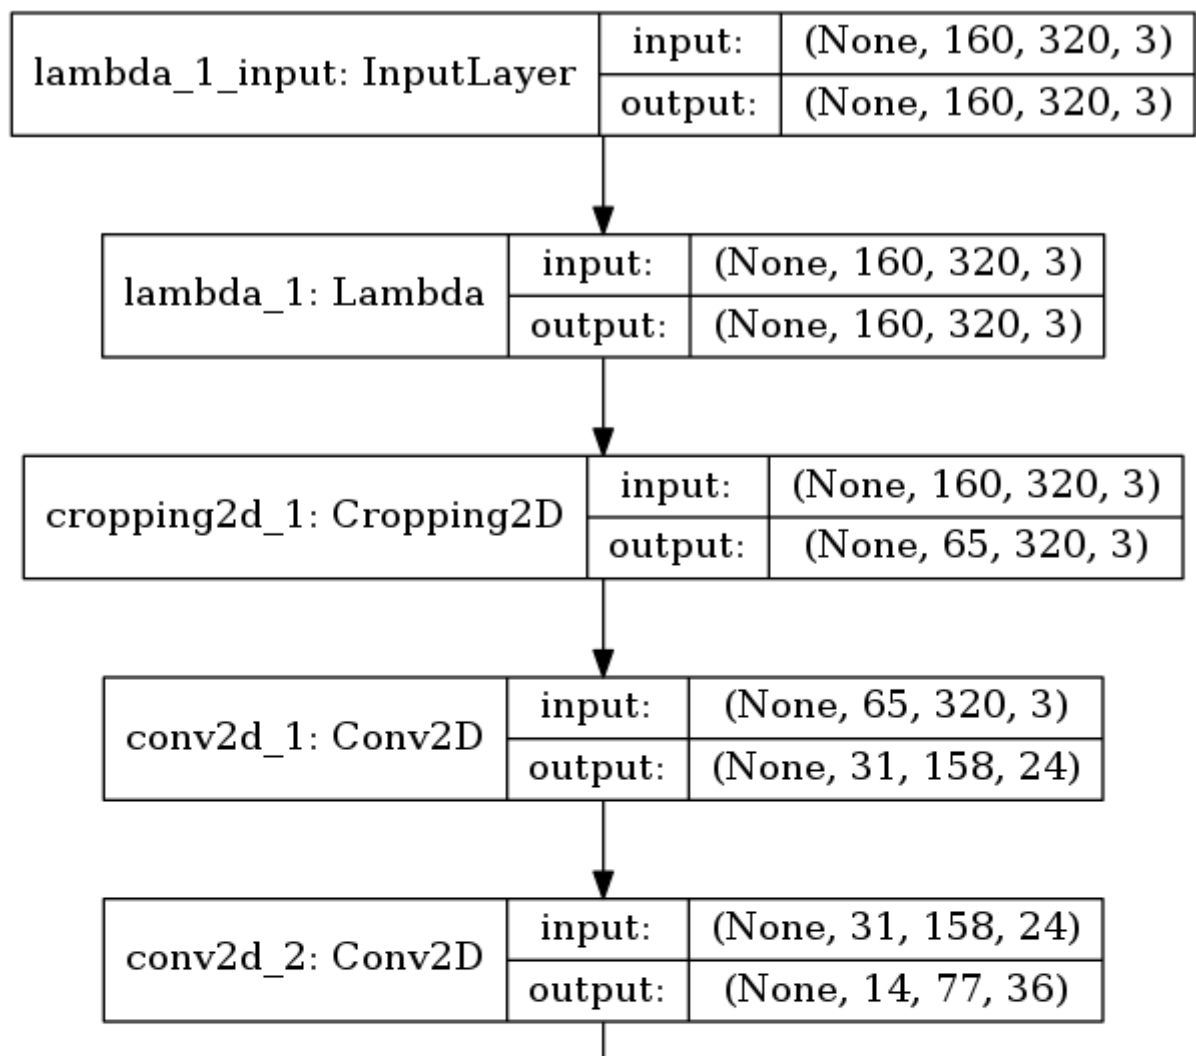 lambda_1_input: InputLayer
input: (None, 160, 320, 3)
output: (None, 160, 320, 3)
lambda_1: Lambda
input: (None, 160, 320, 3)
output: (None, 160, 320, 3)
cropping2d_1: Cropping2D
input: (None, 160, 320, 3)
output: (None, 65, 320, 3)
conv2d_1: Conv2D
input: (None, 65, 320, 3)
output: (None, 31, 158, 24)
conv2d_2: Conv2D
input: (None, 31, 158, 24)
output: (None, 14, 77, 36)